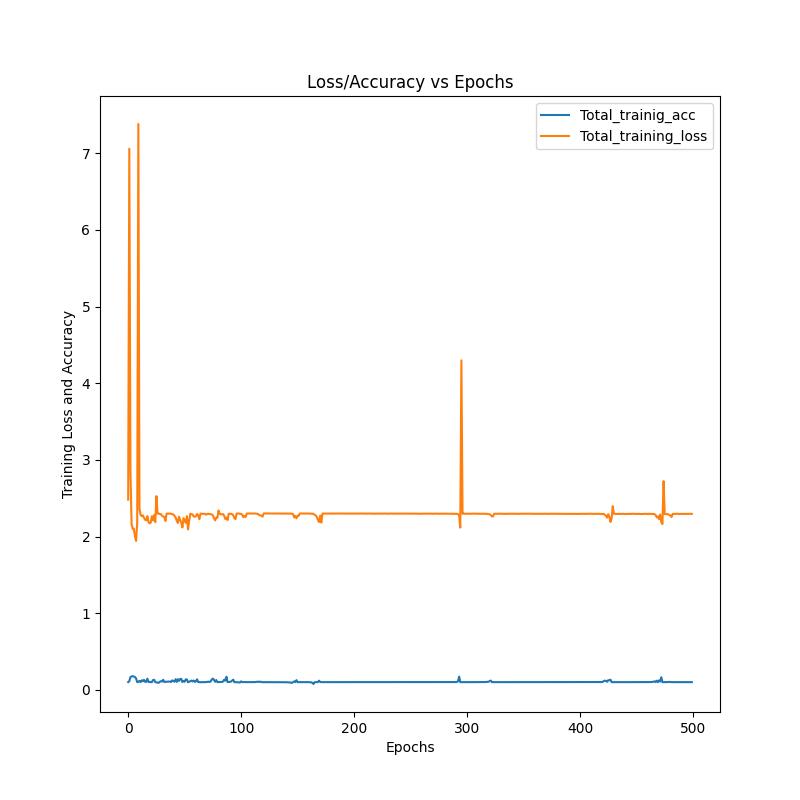 Loss/Accuracy vs Epochs
Total_trainig_acc
Total_training_loss
Training Loss and Accuracy
7
6
5
4
3
2
1
0
0 100 200 300 400 500
Epochs